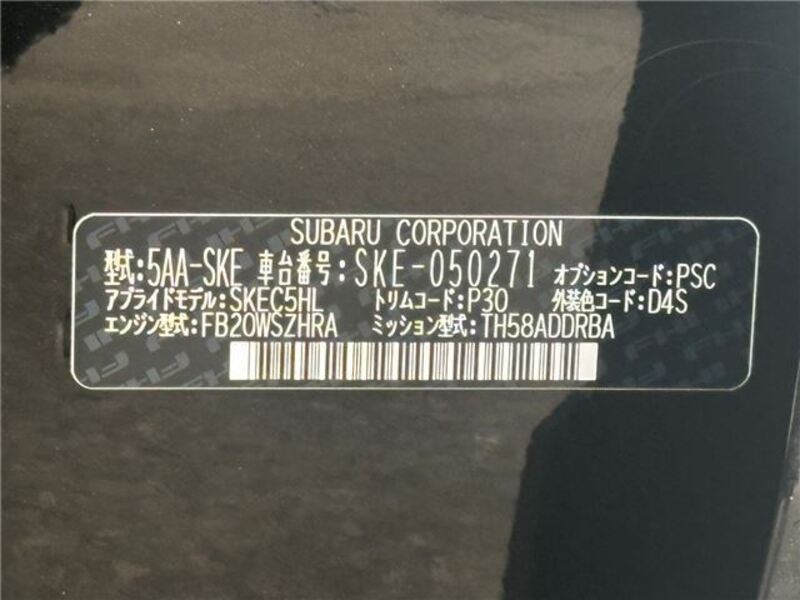 SUBARU CORPORATION
型式:5AA-SKE 車台番号:SKE-050271 オプションコード:PSC
アプライドモデル:SKEC5HL トリムコード:P30 外装色コード:D4S
エンジン型式:FB20WSZHRA ミッション型式:TH58ADDRBA